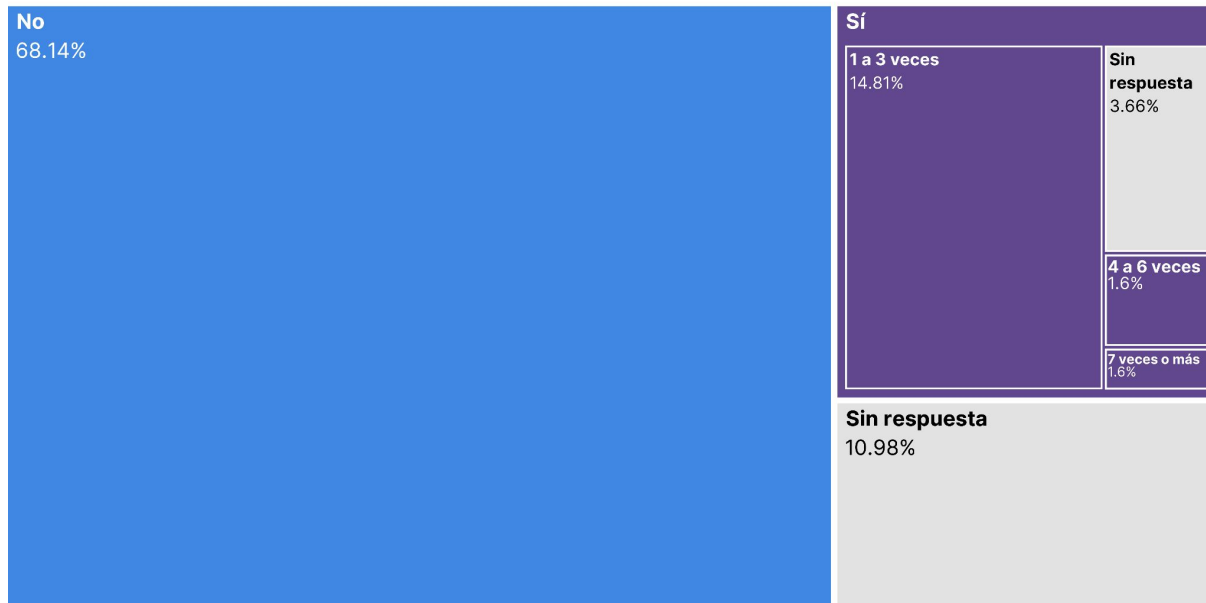 No
68.14%
Sí
1 a 3 veces
14.81%
Sin
respuesta
3.66%
4 a 6 veces
1.6%
7 veces o más
1.6%
Sin respuesta
10.98%